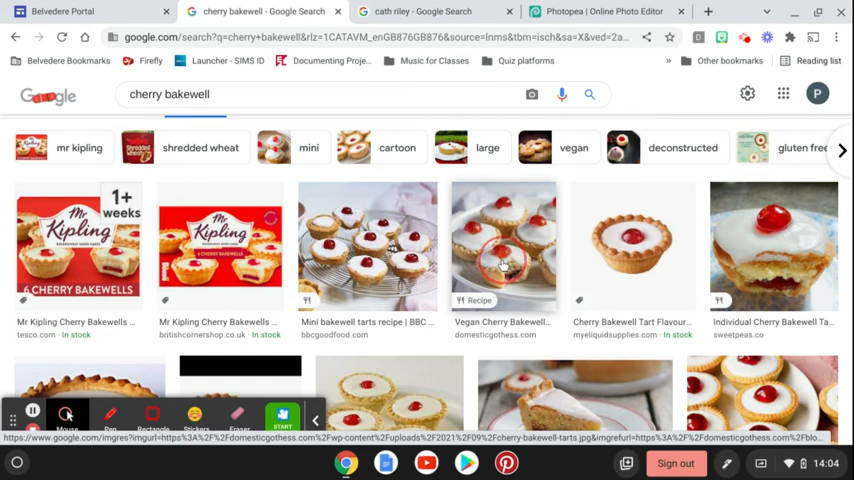 Belvedere Portal
cherry bakewell - Google Search
cath riley - Google Search
Photopea | Online Photo Editor
google.com/search?q=cherry+bakewell&rlz=1CATAVM_enGB876GB876&source=lnms&tbm=isch&sa=X&ved=2a...
Belvedere Bookmarks
Firefly
Launcher - SIMS ID
Documenting Proje...
Music for Classes
Quiz platforms
»
Other bookmarks
Reading list
Google
cherry bakewell
P
mr kipling
shredded wheat
mini
cartoon
large
vegan
deconstructed
gluten free
1+
weeks
Mr
Kipling
6 CHERRY BAKEWELLS
Mr
Kipling
6 CHERRY BAKEWELLS
Recipe
Mr Kipling Cherry Bakewells ...
tesco.com · In stock
Mr Kipling Cherry Bakewells ...
britishcornershop.co.uk · In stock
Mini bakewell tarts recipe | BBC ...
bbcgoodfood.com
Vegan Cherry Bakewell...
domesticgothess.com
Cherry Bakewell Tart Flavour...
myeliquidsupplies.com · In stock
Individual Cherry Bakewell Ta...
sweetpeas.co
Mouse
Pen
Rectangle
Stickers
Eraser
START
https://www.google.com/imgres?imgurl=https%3A%2F%2Fdomesticgothess.com%2Fwp-content%2Fuploads%2F2021%2F09%2Fcherry-bakewell-tarts.jpg&imgrefurl=https%3A%2F%2Fdomesticgothess.com%2Fblo...
Sign out
14:04